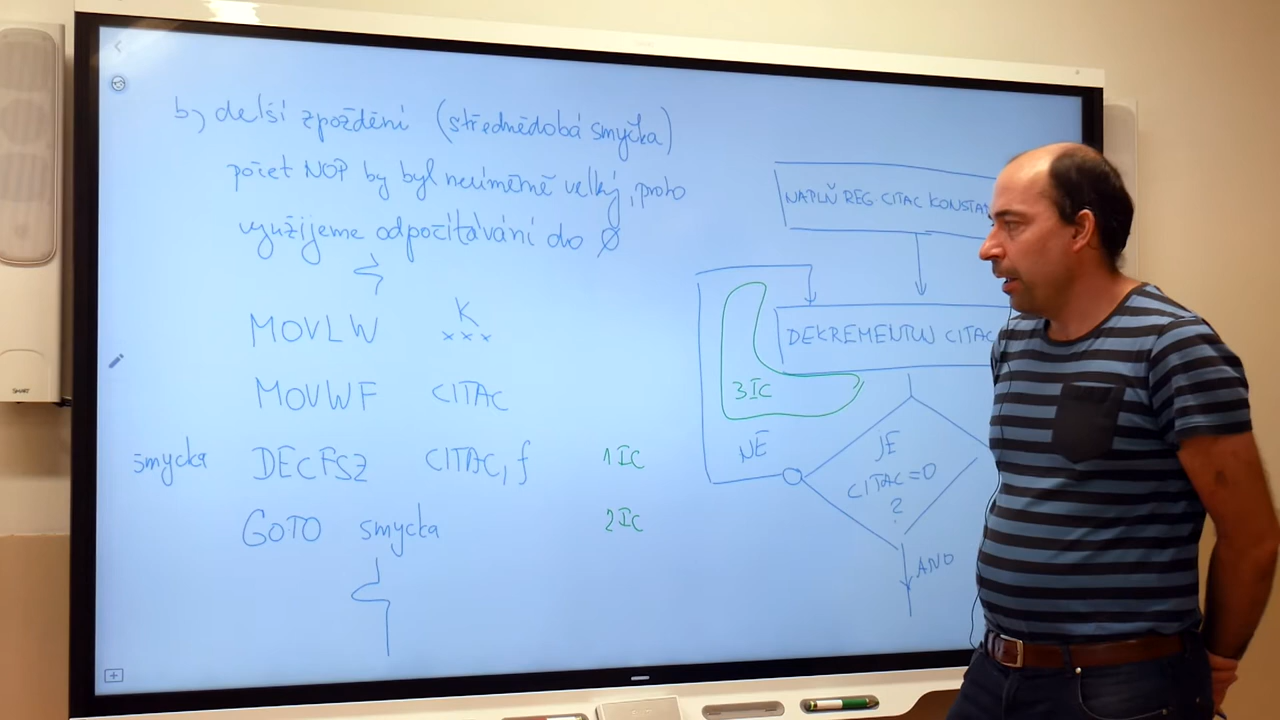 b) delší zpoždění (střednědobá smyčka)
počet NOP by byl neúměrně velký, proto
využijeme odpočítávání do 0
MOVLW K
xxx
MOVWF CITAC
smycka DECFSZ CITAC, f 1IC
GOTO smycka 2IC
NAPLŇ REG. CITAC
DEKREMENTUJ CITAC
3IC
NE
JE
CITAC=0
?
ANO
SMART